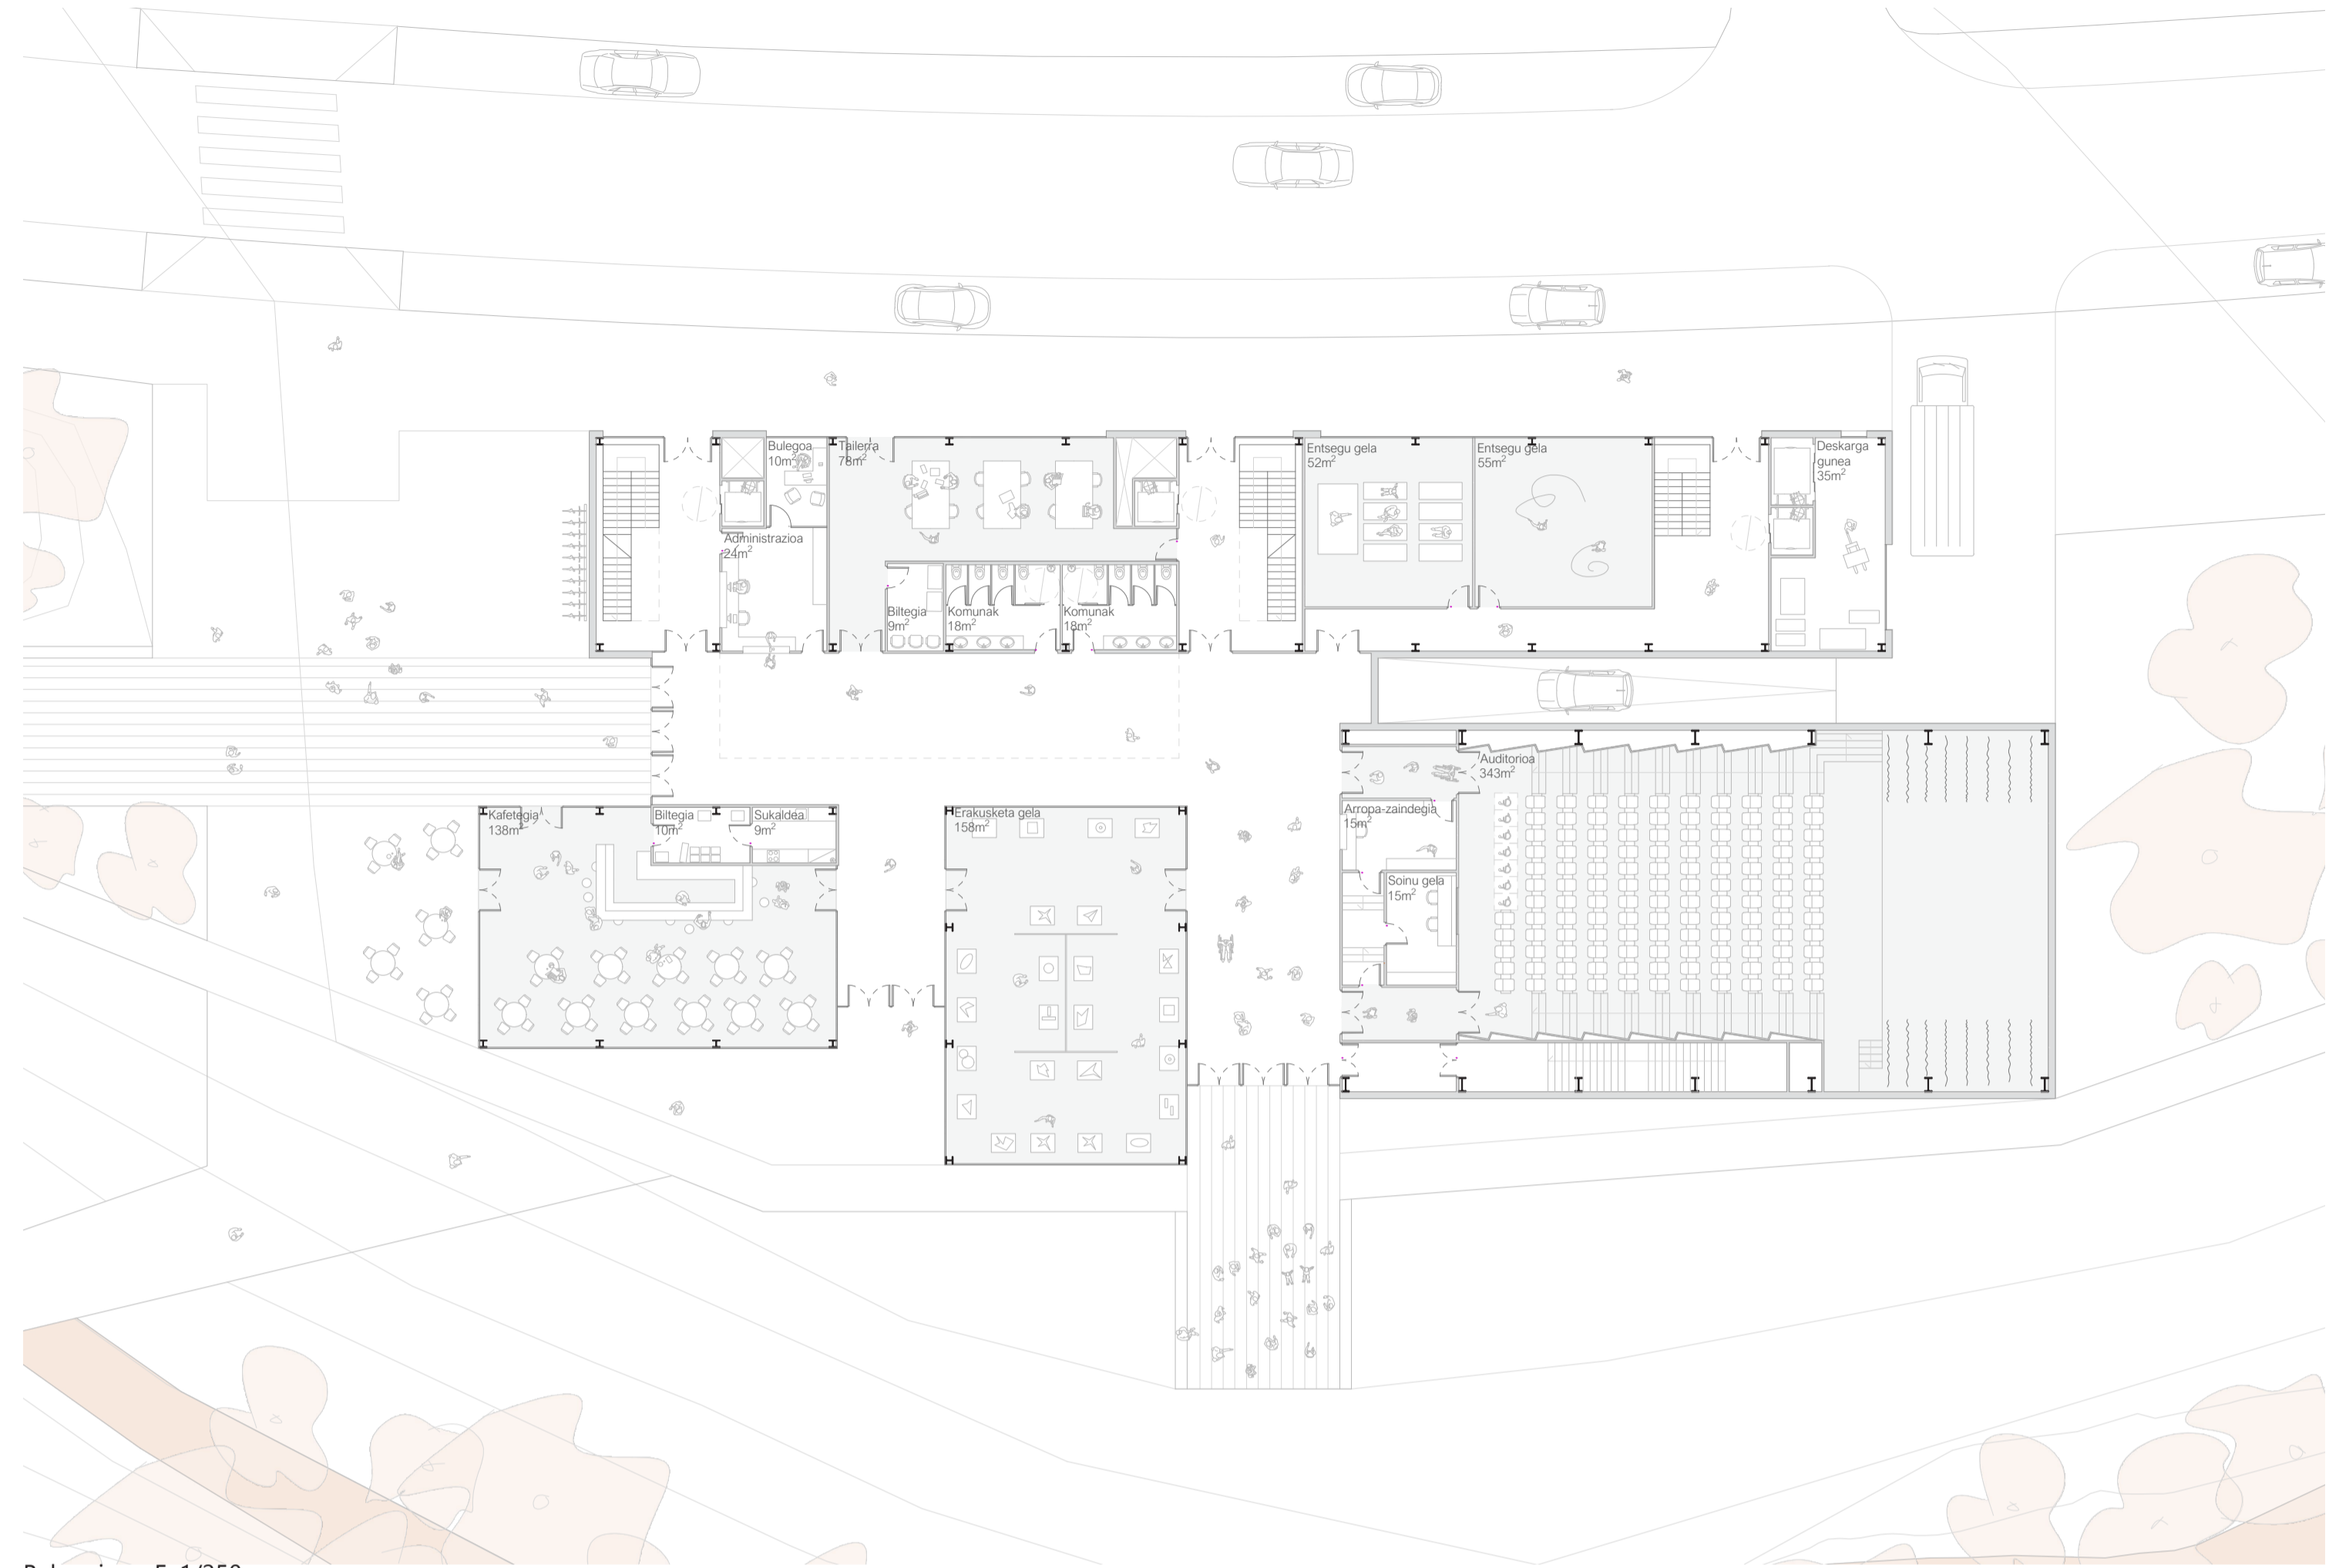 Bulegoa
10m²
Tailerra
78m²
Entsegu gela
52m²
Entsegu gela
55m²
Deskarga
gunea
35m²
Administrazioa
24m²
Biltegia
9m²
Komunak
18m²
Komunak
18m²
Kafetegia
138m²
Biltegia
10m²
Sukaldea
9m²
Erakusketa gela
158m²
Auditorioa
343m²
Arropa-zaindegia
15m²
Soinu gela
15m²